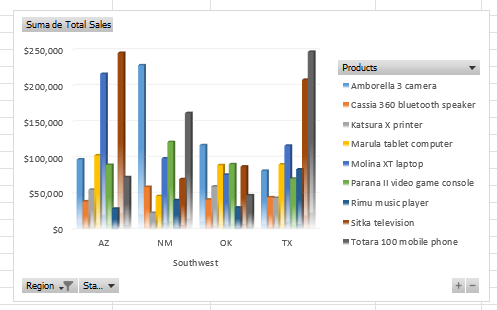 Suma de Total Sales
$250,000
$200,000
$150,000
$100,000
$50,000
$0
AZ NM OK TX
Southwest
Products
Amborella 3 camera
Cassia 360 bluetooth speaker
Katsura X printer
Marula tablet computer
Molina XT laptop
Parana II video game console
Rimu music player
Sitka television
Totara 100 mobile phone
Region Sta...
+ −